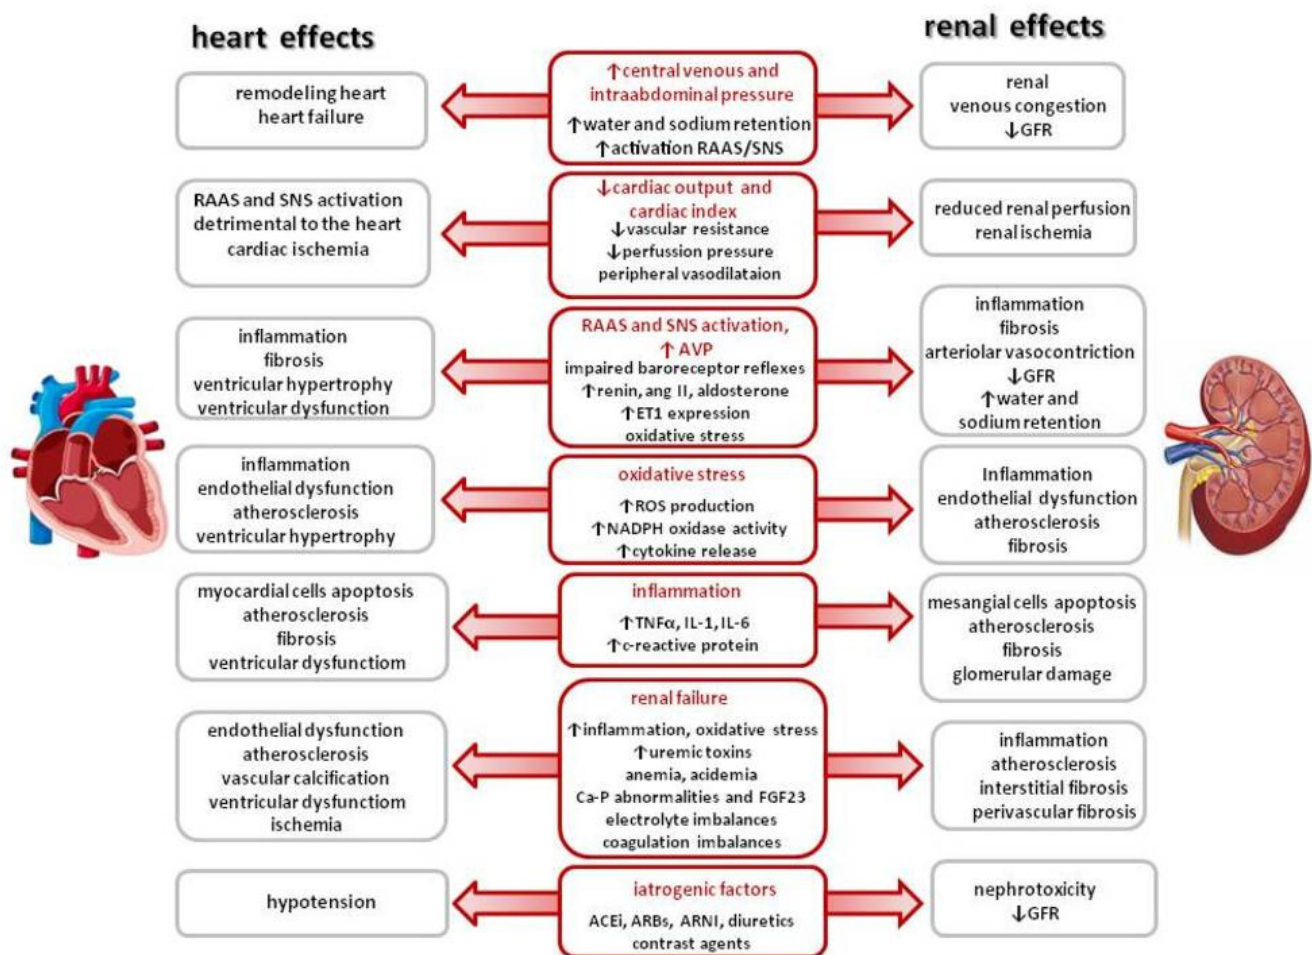 heart effects
renal effects
remodeling heart
heart failure
↑central venous and
intraabdominal pressure
↑water and sodium retention
↑activation RAAS/SNS
renal
venous congestion
↓GFR
RAAS and SNS activation
detrimental to the heart
cardiac ischemia
↓cardiac output and
cardiac index
↓vascular resistance
↓perfussion pressure
peripheral vasodilataion
reduced renal perfusion
renal ischemia
inflammation
fibrosis
ventricular hypertrophy
ventricular dysfunction
RAAS and SNS activation,
↑ AVP
impaired baroreceptor reflexes
↑renin, ang II, aldosterone
↑ET1 expression
oxidative stress
inflammation
fibrosis
arteriolar vasocontriction
↓GFR
↑water and
sodium retention
inflammation
endothelial dysfunction
atherosclerosis
ventricular hypertrophy
oxidative stress
↑ROS production
↑NADPH oxidase activity
↑cytokine release
Inflammation
endothelial dysfunction
atherosclerosis
fibrosis
myocardial cells apoptosis
atherosclerosis
fibrosis
ventricular dysfunctiom
inflammation
↑TNFα, IL-1, IL-6
↑c-reactive protein
mesangial cells apoptosis
atherosclerosis
fibrosis
glomerular damage
endothelial dysfunction
atherosclerosis
vascular calcification
ventricular dysfunctiom
ischemia
renal failure
↑inflammation, oxidative stress
↑uremic toxins
anemia, acidemia
Ca-P abnormalities and FGF23
electrolyte imbalances
coagulation imbalances
inflammation
atherosclerosis
interstitial fibrosis
perivascular fibrosis
hypotension
iatrogenic factors
ACEi, ARBs, ARNI, diuretics
contrast agents
nephrotoxicity
↓GFR